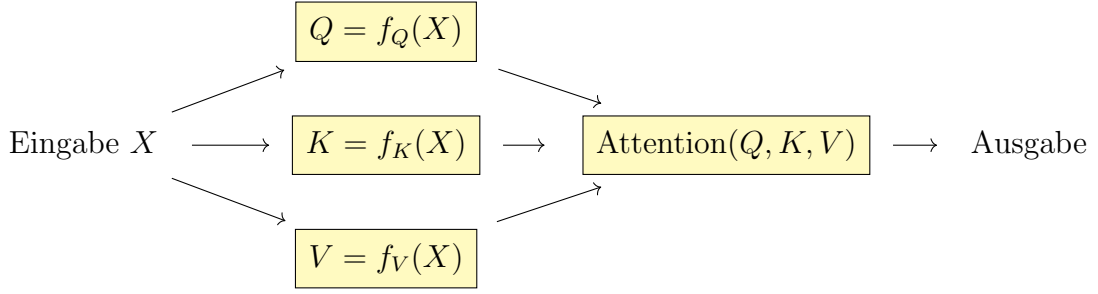 Q = f_Q(X)
Eingabe X
K = f_K(X)
Attention(Q, K, V)
Ausgabe
V = f_V(X)